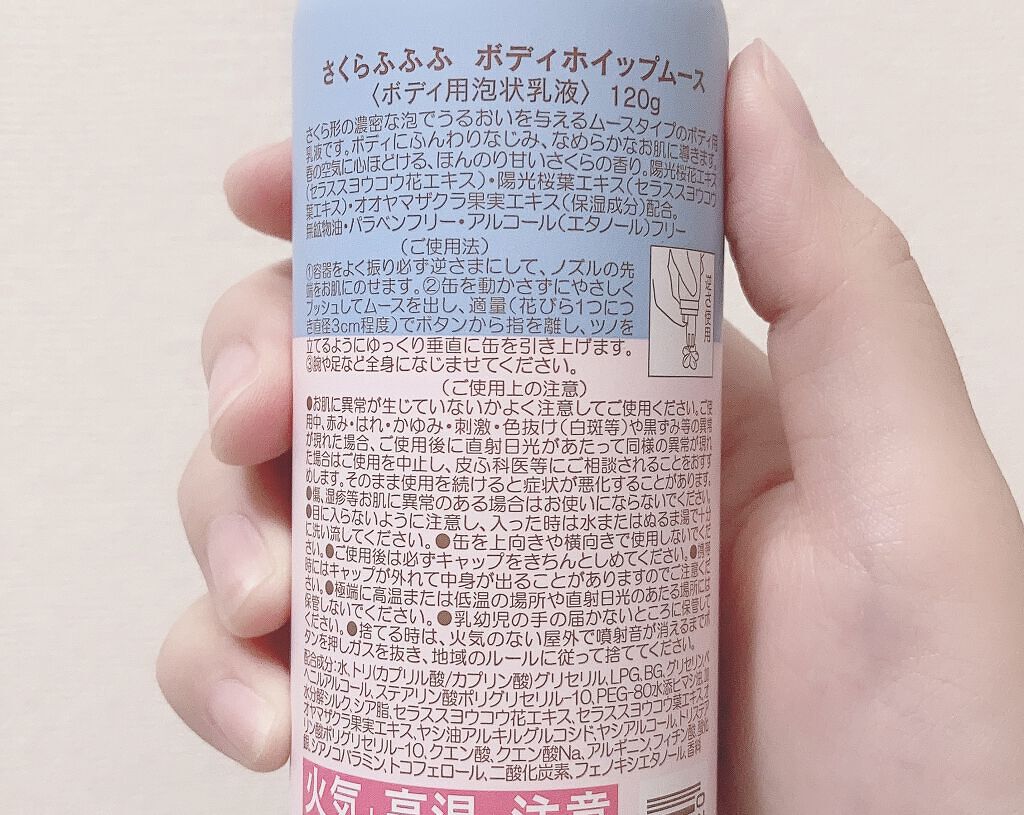 さくらふふふ ボディホイップムース
〈ボディ用泡状乳液〉 120g
さくら形の濃密な泡でうるおいを与えるムースタイプのボディ用
乳液です。ボディにふんわりなじみ、なめらかなお肌に導きます。
春の空気に心ほどける、ほんのり甘いさくらの香り。陽光桜花エキス
(セラススヨウコウ花エキス)・陽光桜葉エキス(セラススヨウコウ
葉エキス)・オオヤマザクラ果実エキス(保湿成分)配合。
無鉱物油・パラベンフリー・アルコール(エタノール)フリー
(ご使用法)
①容器をよく振り必ず逆さまにして、ノズルの先
端をお肌にのせます。②缶を動かさずにやさしく
プッシュしてムースを出し、適量(花びら1つにつ
き直径3cm程度)でボタンから指を離し、ツノを
立てるようにゆっくり垂直に缶を引き上げます。
③腕や足など全身になじませてください。
逆さ使用
(ご使用上の注意)
●お肌に異常が生じていないかよく注意してご使用ください。ご使
用中、赤み・はれ・かゆみ・刺激・色抜け(白斑等)や黒ずみ等の異常
が現れた場合、ご使用後に直射日光があたって同様の異常が現れ
た場合はご使用を中止し、皮ふ科医等にご相談されることをおすす
めします。そのまま使用を続けると症状が悪化することがあります。
●傷、湿疹等お肌に異常のある場合はお使いにならないでください。
●目に入らないように注意し、入った時は水またはぬるま湯で十分
に洗い流してください。●缶を上向きや横向きで使用しないでくだ
さい。●ご使用後は必ずキャップをきちんとしめてください。●携帯
時にはキャップが外れて中身が出ることがありますのでご注意くだ
さい。●極端に高温または低温の場所や直射日光のあたる場所には
保管しないでください。●乳幼児の手の届かないところに保管して
ください。●捨てる時は、火気のない屋外で噴射音が消えるまでボ
タンを押しガスを抜き、地域のルールに従って捨ててください。
配合成分:水、トリ(カプリル酸/カプリン酸)グリセリル、LPG、BG、グリセリン、ベ
ヘニルアルコール、ステアリン酸ポリグリセリル-10、PEG-80水添ヒマシ油、加
水分解シルク、シア脂、セラススヨウコウ花エキス、セラススヨウコウ葉エキス、オ
オヤマザクラ果実エキス、ヤシ油アルキルグルコシド、ヤシアルコール、トリステア
リン酸ポリグリセリル-10、クエン酸、クエン酸Na、アルギニン、フィチン酸、酸化
銀、シアノコバラミン、トコフェロール、二酸化炭素、フェノキシエタノール、香料
火気と高温に注意